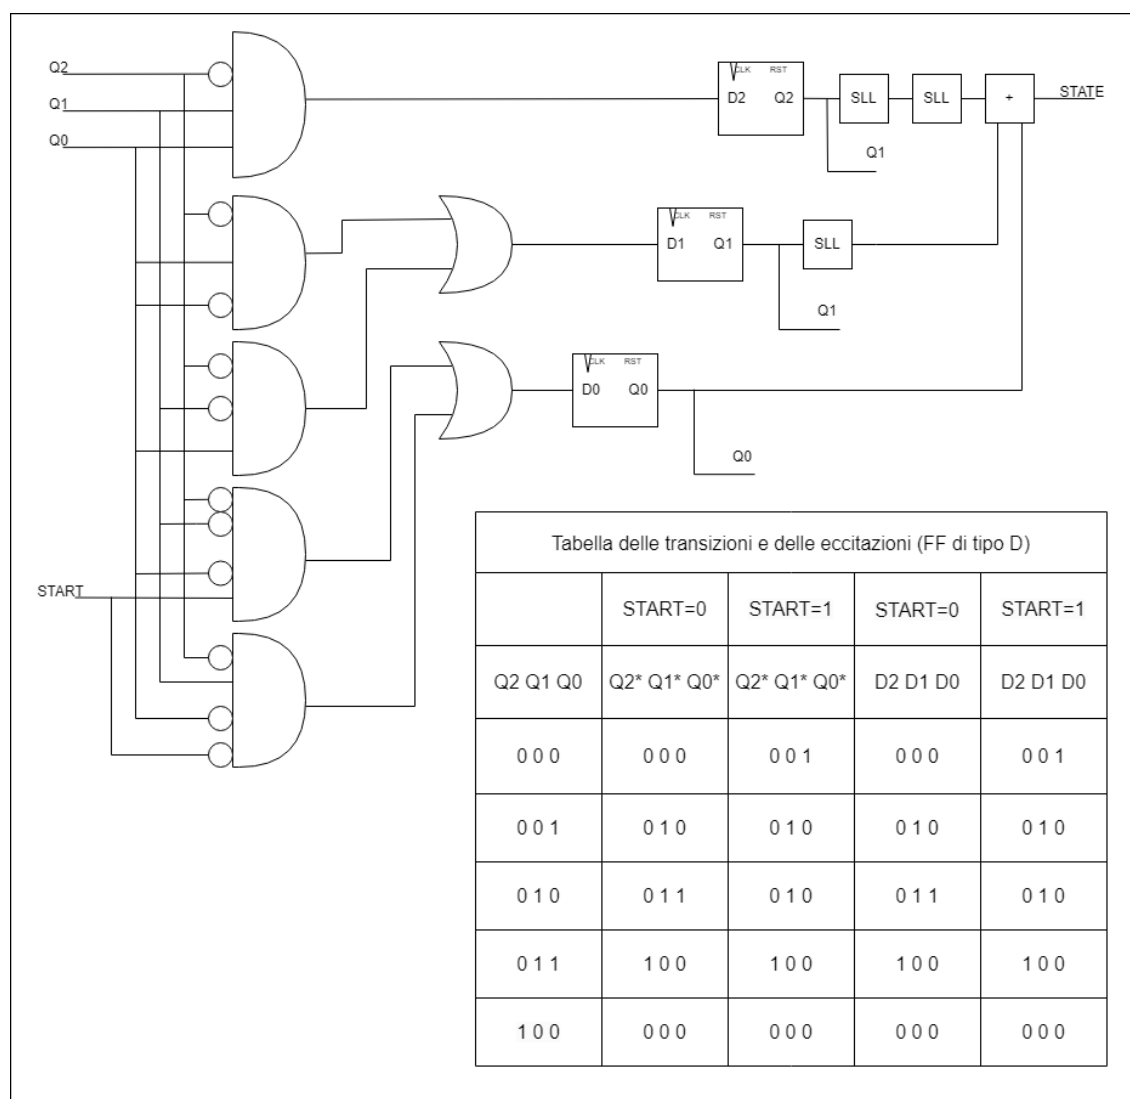 Q2
Q1
Q0
START
CLK RST
D2 Q2
SLL
SLL
+
STATE
Q1
CLK RST
D1 Q1
SLL
Q1
CLK RST
D0 Q0
Q0
Tabella delle transizioni e delle eccitazioni (FF di tipo D)
START=0 START=1 START=0 START=1
Q2 Q1 Q0 Q2* Q1* Q0* Q2* Q1* Q0* D2 D1 D0 D2 D1 D0
0 0 0 0 0 0 0 0 1 0 0 0 0 0 1
0 0 1 0 1 0 0 1 0 0 1 0 0 1 0
0 1 0 0 1 1 0 1 0 0 1 1 0 1 0
0 1 1 1 0 0 1 0 0 1 0 0 1 0 0
1 0 0 0 0 0 0 0 0 0 0 0 0 0 0